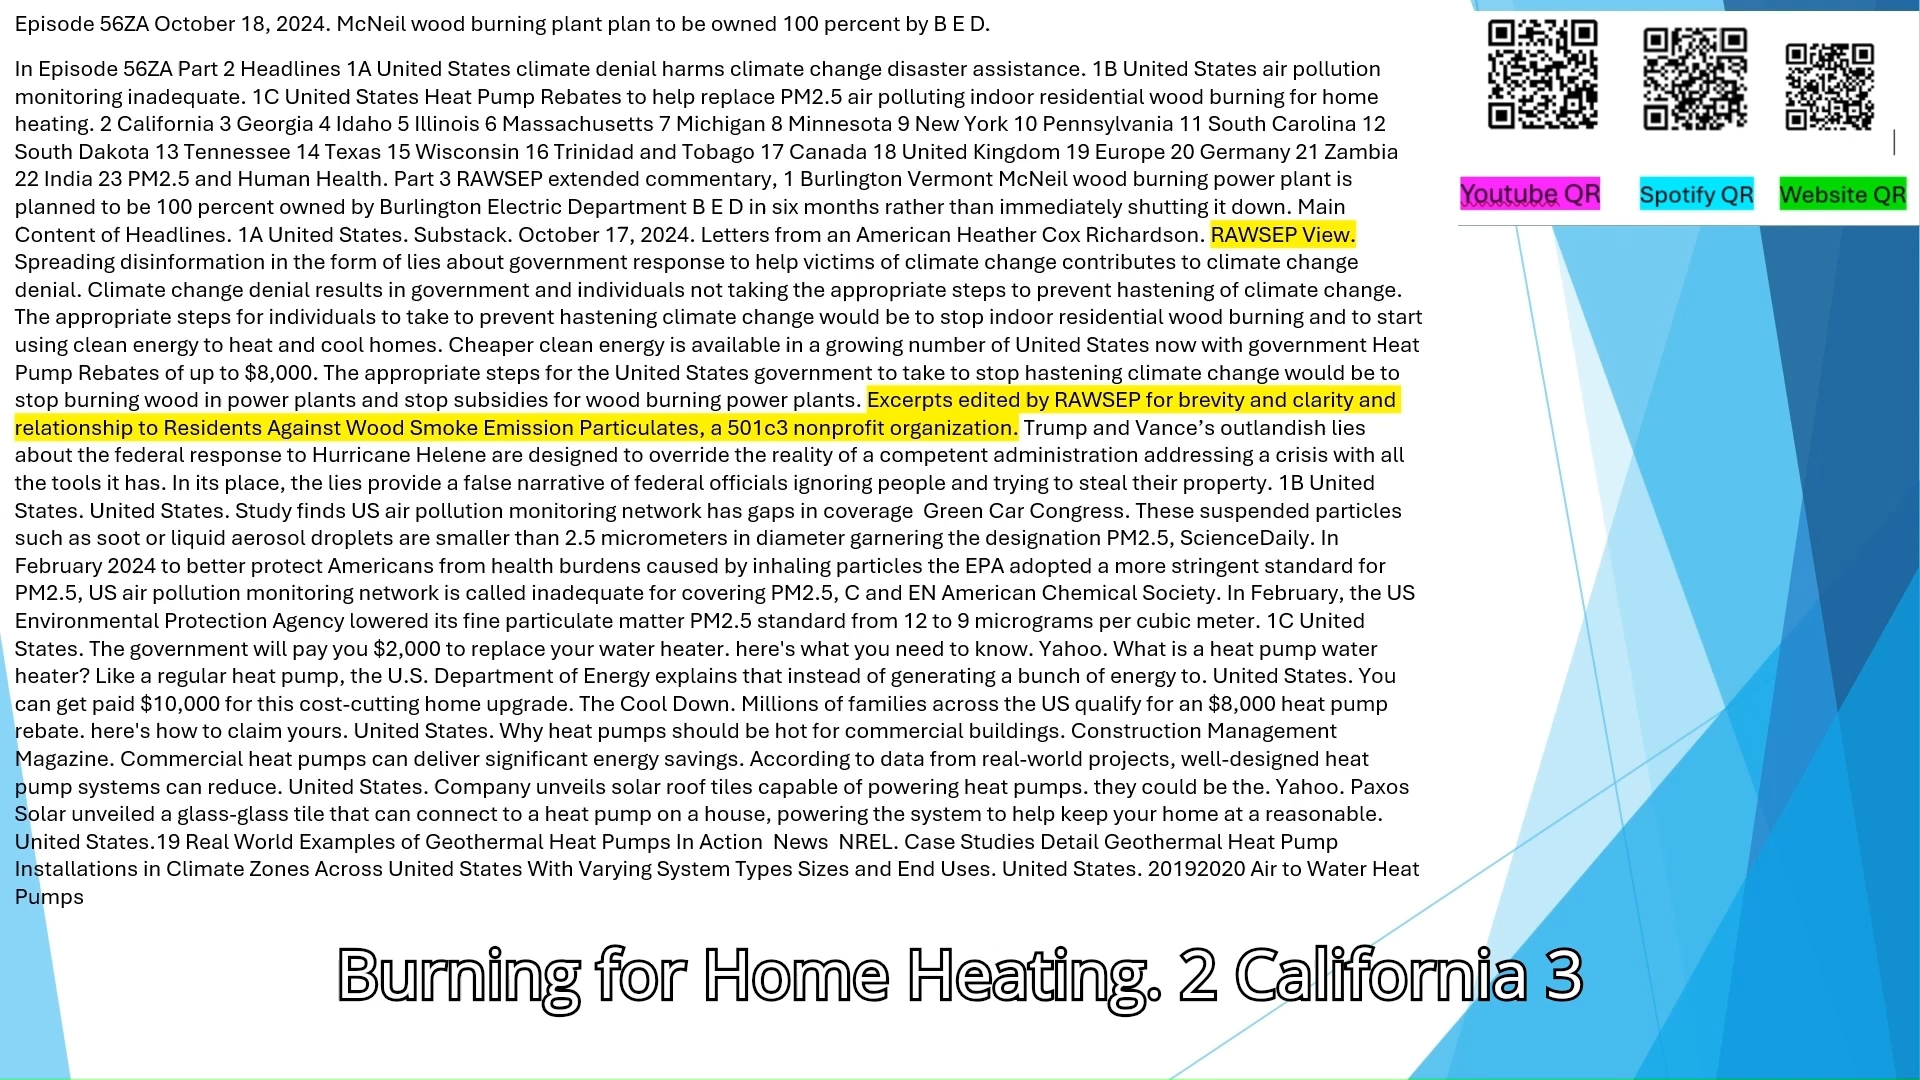 Episode 56ZA October 18, 2024. McNeil wood burning plant plan to be owned 100 percent by B E D.
In Episode 56ZA Part 2 Headlines 1A United States climate denial harms climate change disaster assistance. 1B United States air pollution
monitoring inadequate. 1C United States Heat Pump Rebates to help replace PM2.5 air polluting indoor residential wood burning for home
heating. 2 California 3 Georgia 4 Idaho 5 Illinois 6 Massachusetts 7 Michigan 8 Minnesota 9 New York 10 Pennsylvania 11 South Carolina 12
South Dakota 13 Tennessee 14 Texas 15 Wisconsin 16 Trinidad and Tobago 17 Canada 18 United Kingdom 19 Europe 20 Germany 21 Zambia
22 India 23 PM2.5 and Human Health. Part 3 RAWSEP extended commentary, 1 Burlington Vermont McNeil wood burning power plant is
planned to be 100 percent owned by Burlington Electric Department B E D in six months rather than immediately shutting it down. Main
Content of Headlines. 1A United States. Substack. October 17, 2024. Letters from an American Heather Cox Richardson. RAWSEP View.
Spreading disinformation in the form of lies about government response to help victims of climate change contributes to climate change
denial. Climate change denial results in government and individuals not taking the appropriate steps to prevent hastening of climate change.
The appropriate steps for individuals to take to prevent hastening climate change would be to stop indoor residential wood burning and to start
using clean energy to heat and cool homes. Cheaper clean energy is available in a growing number of United States now with government Heat
Pump Rebates of up to $8,000. The appropriate steps for the United States government to take to stop hastening climate change would be to
stop burning wood in power plants and stop subsidies for wood burning power plants. Excerpts edited by RAWSEP for brevity and clarity and
relationship to Residents Against Wood Smoke Emission Particulates, a 501c3 nonprofit organization. Trump and Vance’s outlandish lies
about the federal response to Hurricane Helene are designed to override the reality of a competent administration addressing a crisis with all
the tools it has. In its place, the lies provide a false narrative of federal officials ignoring people and trying to steal their property. 1B United
States. United States. Study finds US air pollution monitoring network has gaps in coverage  Green Car Congress. These suspended particles
such as soot or liquid aerosol droplets are smaller than 2.5 micrometers in diameter garnering the designation PM2.5, ScienceDaily. In
February 2024 to better protect Americans from health burdens caused by inhaling particles the EPA adopted a more stringent standard for
PM2.5, US air pollution monitoring network is called inadequate for covering PM2.5, C and EN American Chemical Society. In February, the US
Environmental Protection Agency lowered its fine particulate matter PM2.5 standard from 12 to 9 micrograms per cubic meter. 1C United
States. The government will pay you $2,000 to replace your water heater. here's what you need to know. Yahoo. What is a heat pump water
heater? Like a regular heat pump, the U.S. Department of Energy explains that instead of generating a bunch of energy to. United States. You
can get paid $10,000 for this cost-cutting home upgrade. The Cool Down. Millions of families across the US qualify for an $8,000 heat pump
rebate. here's how to claim yours. United States. Why heat pumps should be hot for commercial buildings. Construction Management
Magazine. Commercial heat pumps can deliver significant energy savings. According to data from real-world projects, well-designed heat
pump systems can reduce. United States. Company unveils solar roof tiles capable of powering heat pumps. they could be the. Yahoo. Paxos
Solar unveiled a glass-glass tile that can connect to a heat pump on a house, powering the system to help keep your home at a reasonable.
United States.19 Real World Examples of Geothermal Heat Pumps In Action  News  NREL. Case Studies Detail Geothermal Heat Pump
Installations in Climate Zones Across United States With Varying System Types Sizes and End Uses. United States. 20192020 Air to Water Heat
Pumps
Youtube QR Spotify QR Website QR
Burning for Home Heating. 2 California 3